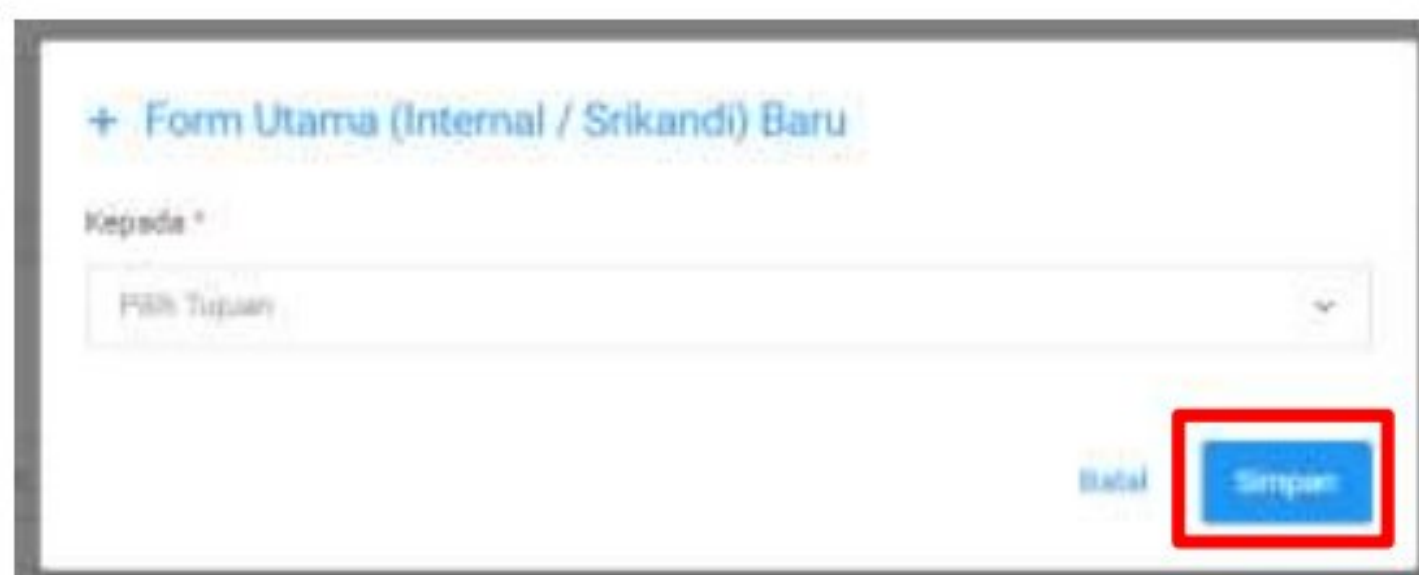 + Form Utama (Internal / Srikandi) Baru
Kepada *
Pilih Tujuan
Batal Simpan